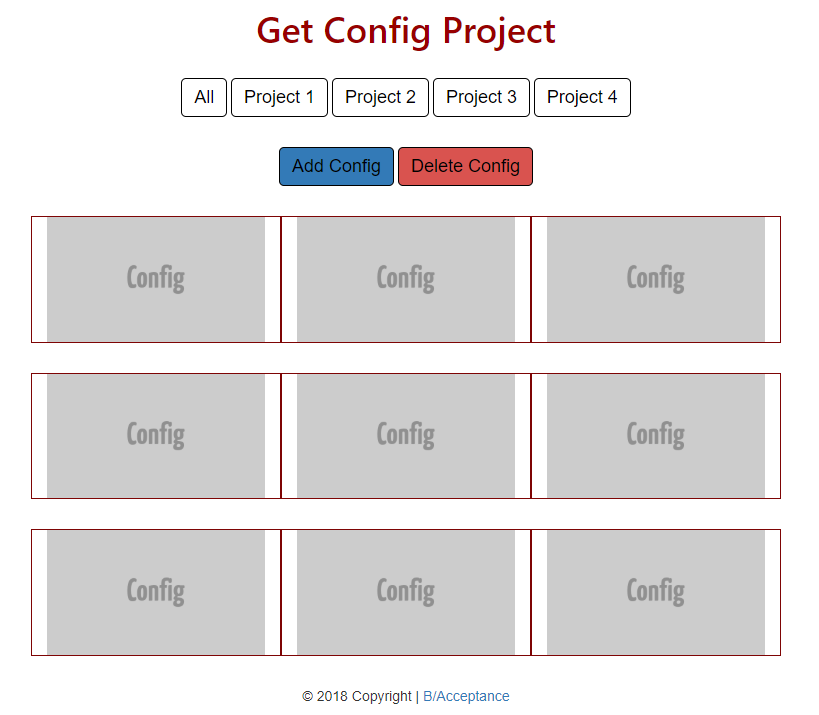 Get Config Project
All Project 1 Project 2 Project 3 Project 4
Add Config Delete Config
Config Config Config
Config Config Config
Config Config Config
© 2018 Copyright | B/Acceptance